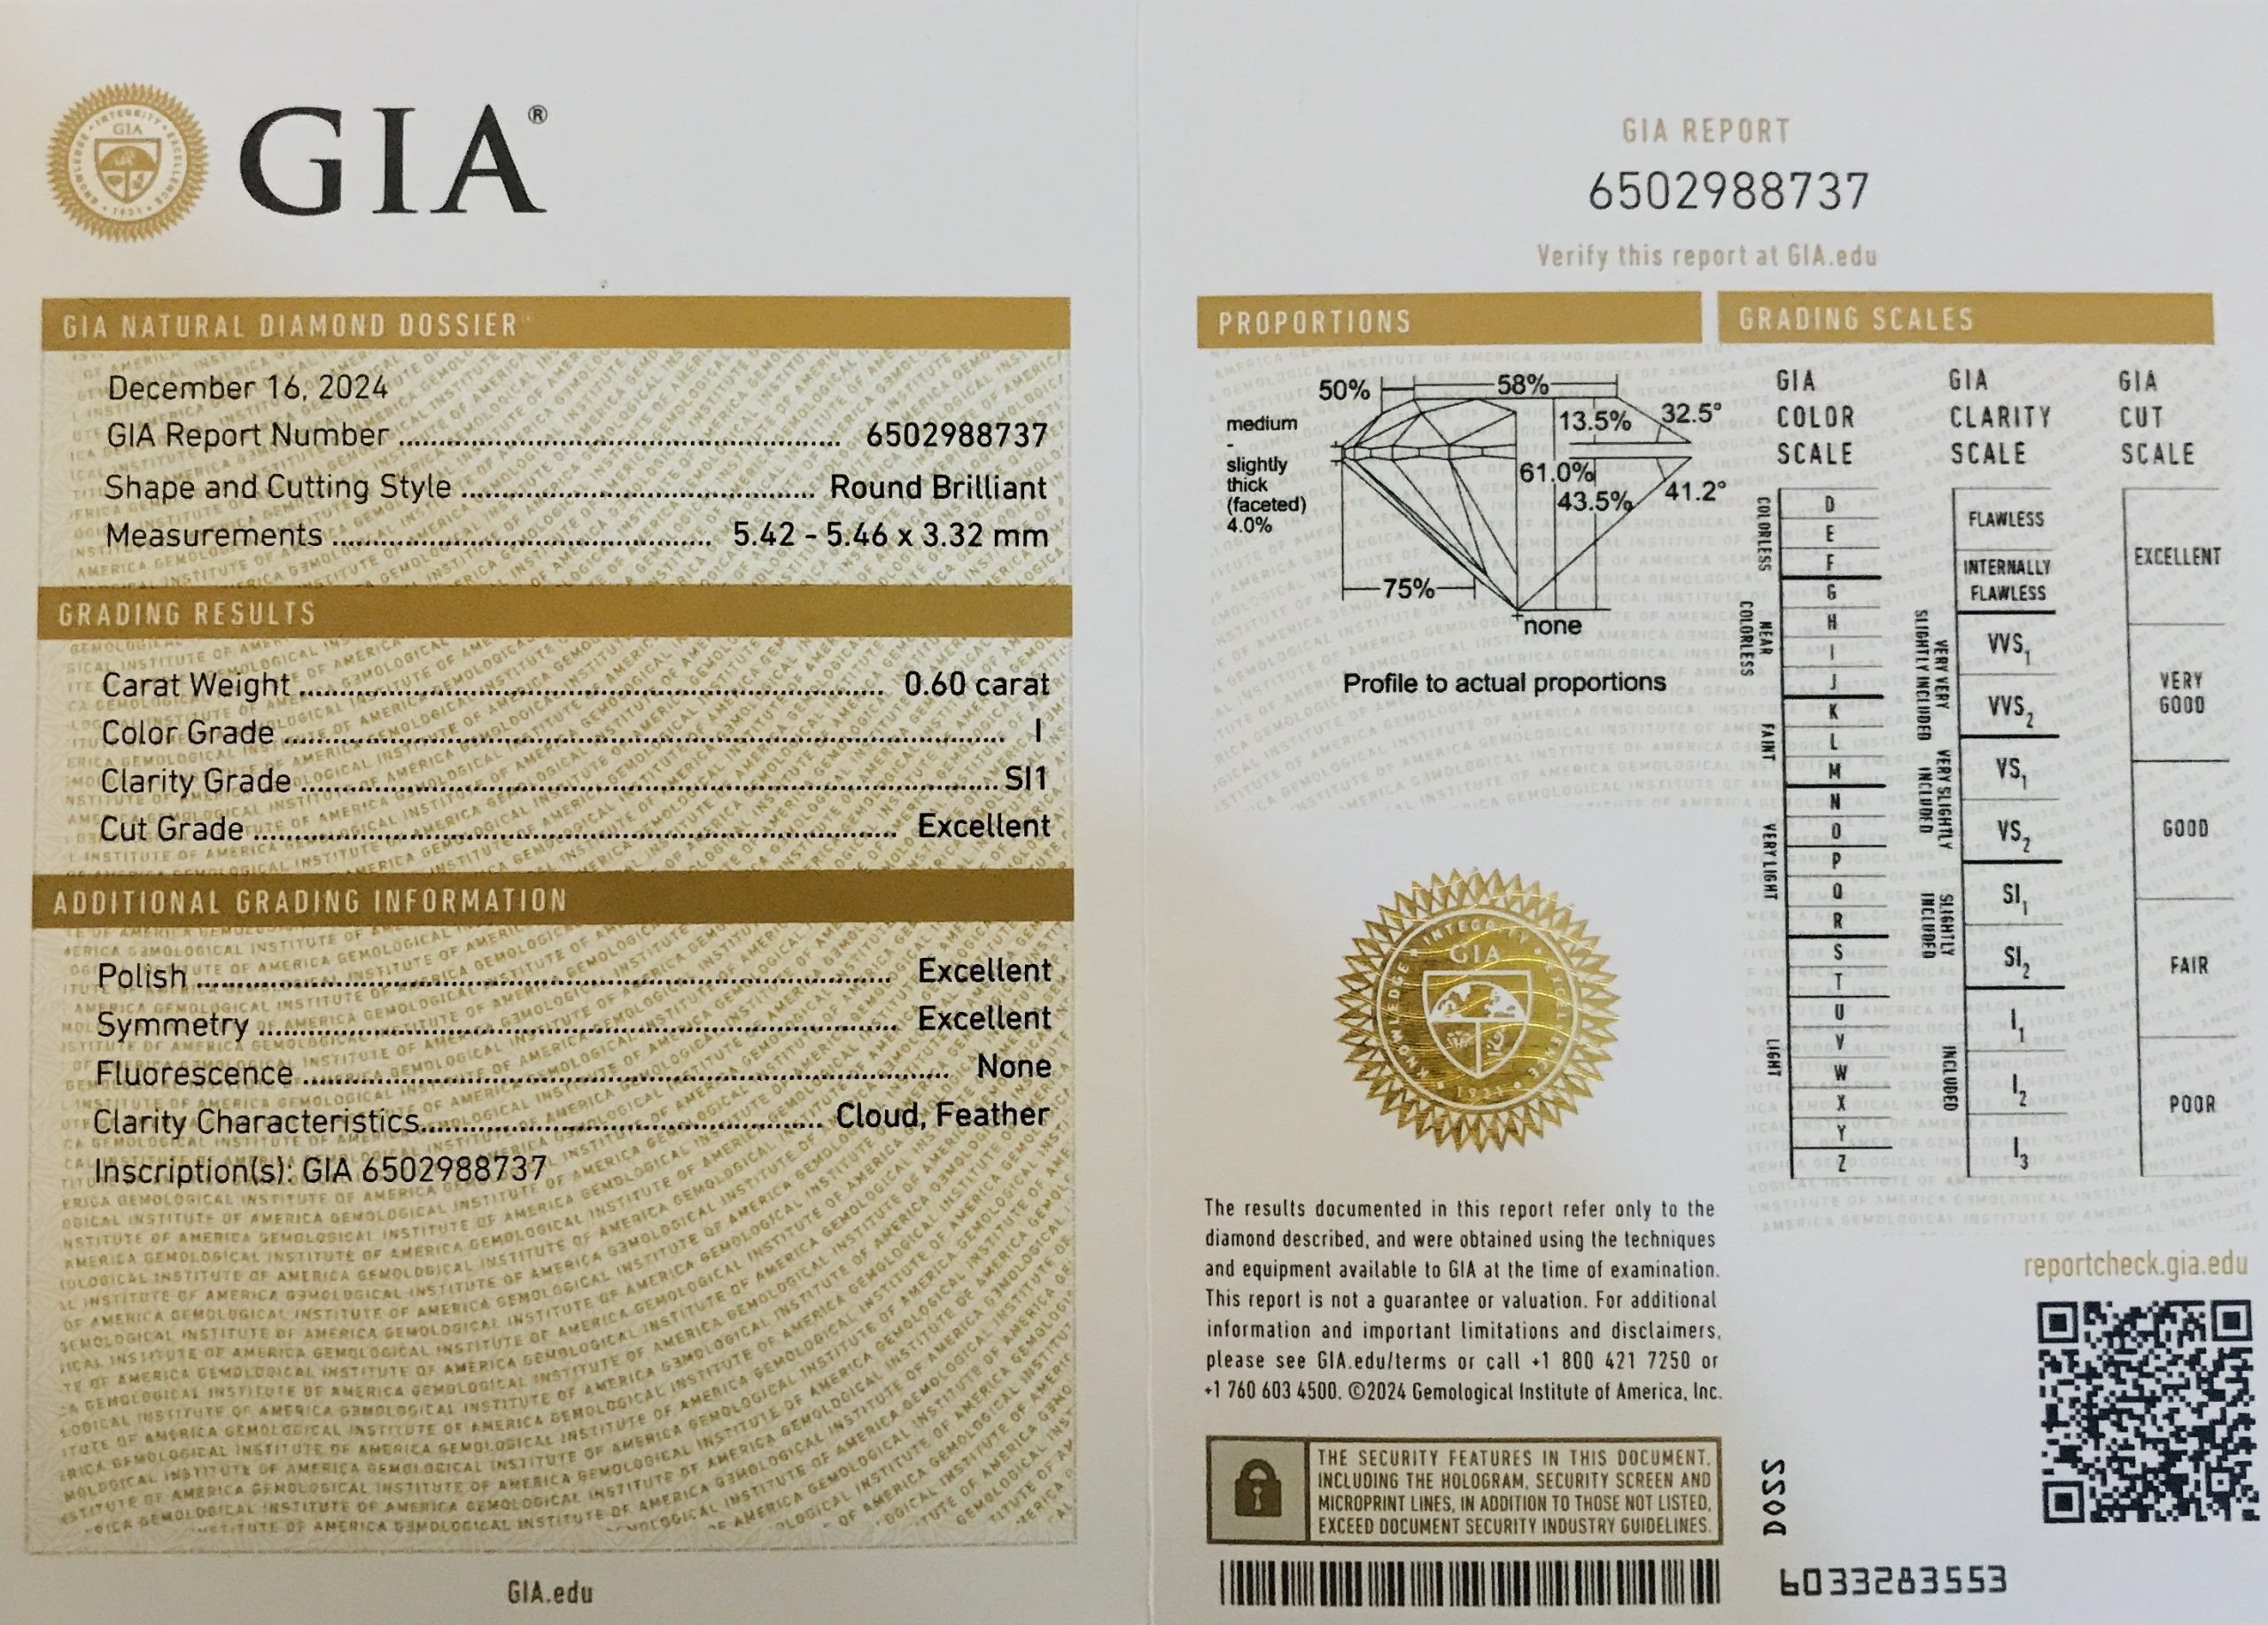 GIA®
GIA NATURAL DIAMOND DOSSIER
December 16, 2024
GIA Report Number 6502988737
Shape and Cutting Style Round Brilliant
Measurements 5.42 - 5.46 x 3.32 mm
GRADING RESULTS
Carat Weight 0.60 carat
Color Grade I
Clarity Grade SI1
Cut Grade Excellent
ADDITIONAL GRADING INFORMATION
Polish Excellent
Symmetry Excellent
Fluorescence None
Clarity Characteristics Cloud, Feather
Inscription(s): GIA 6502988737
GIA.edu
GIA REPORT
6502988737
Verify this report at GIA.edu
PROPORTIONS
50%
58%
medium
-
slightly
thick
(faceted)
4.0%
13.5%
32.5°
61.0%
43.5%
41.2°
75%
none
Profile to actual proportions
INTEGRITY
GIA
KNOWLEDGE
EXCELLENCE
1931
The results documented in this report refer only to the
diamond described, and were obtained using the techniques
and equipment available to GIA at the time of examination.
This report is not a guarantee or valuation. For additional
information and important limitations and disclaimers,
please see GIA.edu/terms or call +1 800 421 7250 or
+1 760 603 4500. ©2024 Gemological Institute of America, Inc.
THE SECURITY FEATURES IN THIS DOCUMENT,
INCLUDING THE HOLOGRAM, SECURITY SCREEN AND
MICROPRINT LINES, IN ADDITION TO THOSE NOT LISTED,
EXCEED DOCUMENT SECURITY INDUSTRY GUIDELINES.
GRADING SCALES
GIA
COLOR
SCALE
COLORLESS
D
E
F
NEAR
COLORLESS
G
H
I
J
FAINT
K
L
M
VERY LIGHT
N
O
P
Q
R
LIGHT
S
T
U
V
W
X
Y
Z
GIA
CLARITY
SCALE
FLAWLESS
INTERNALLY
FLAWLESS
VERY VERY
SLIGHTLY INCLUDED
VVS1
VVS2
VERY SLIGHTLY
INCLUDED
VS1
VS2
SLIGHTLY
INCLUDED
SI1
SI2
INCLUDED
I1
I2
I3
GIA
CUT
SCALE
EXCELLENT
VERY
GOOD
GOOD
FAIR
POOR
reportcheck.gia.edu
DO22
6033283553